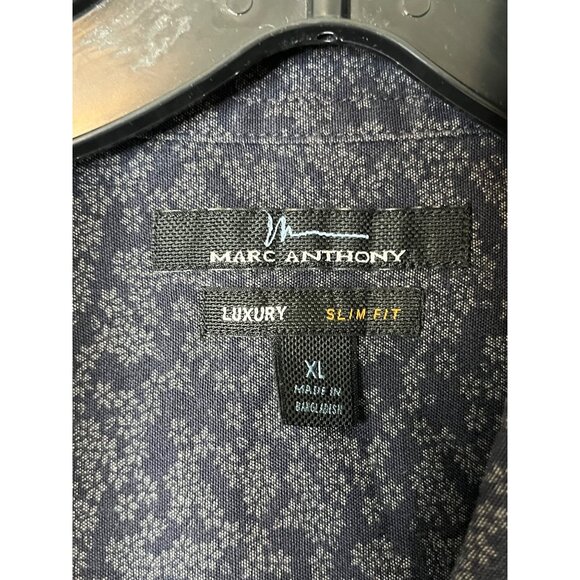 MARC ANTHONY
LUXURY SLIM FIT
XL
MADE IN
BANGLADESH